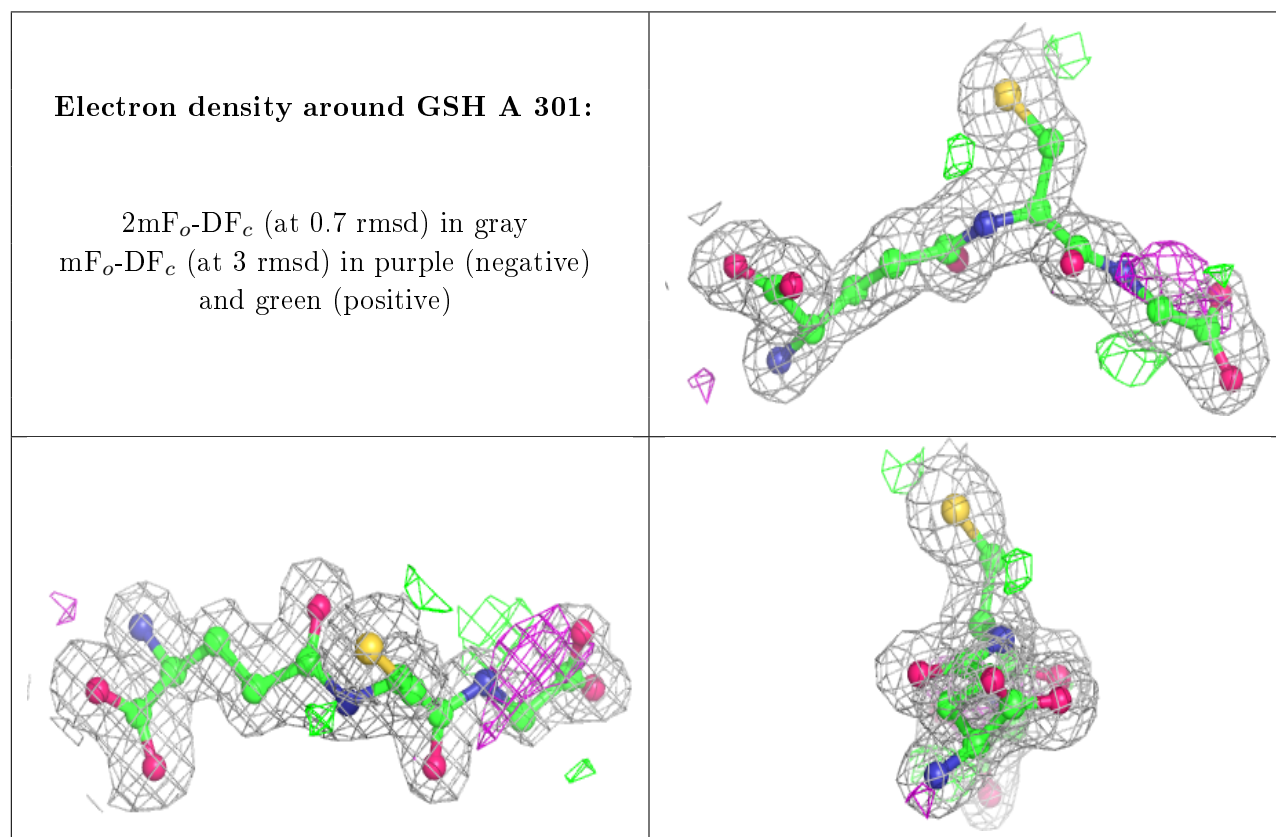 Electron density around GSH A 301:
2mFo-DFc (at 0.7 rmsd) in gray
mFo-DFc (at 3 rmsd) in purple (negative)
and green (positive)